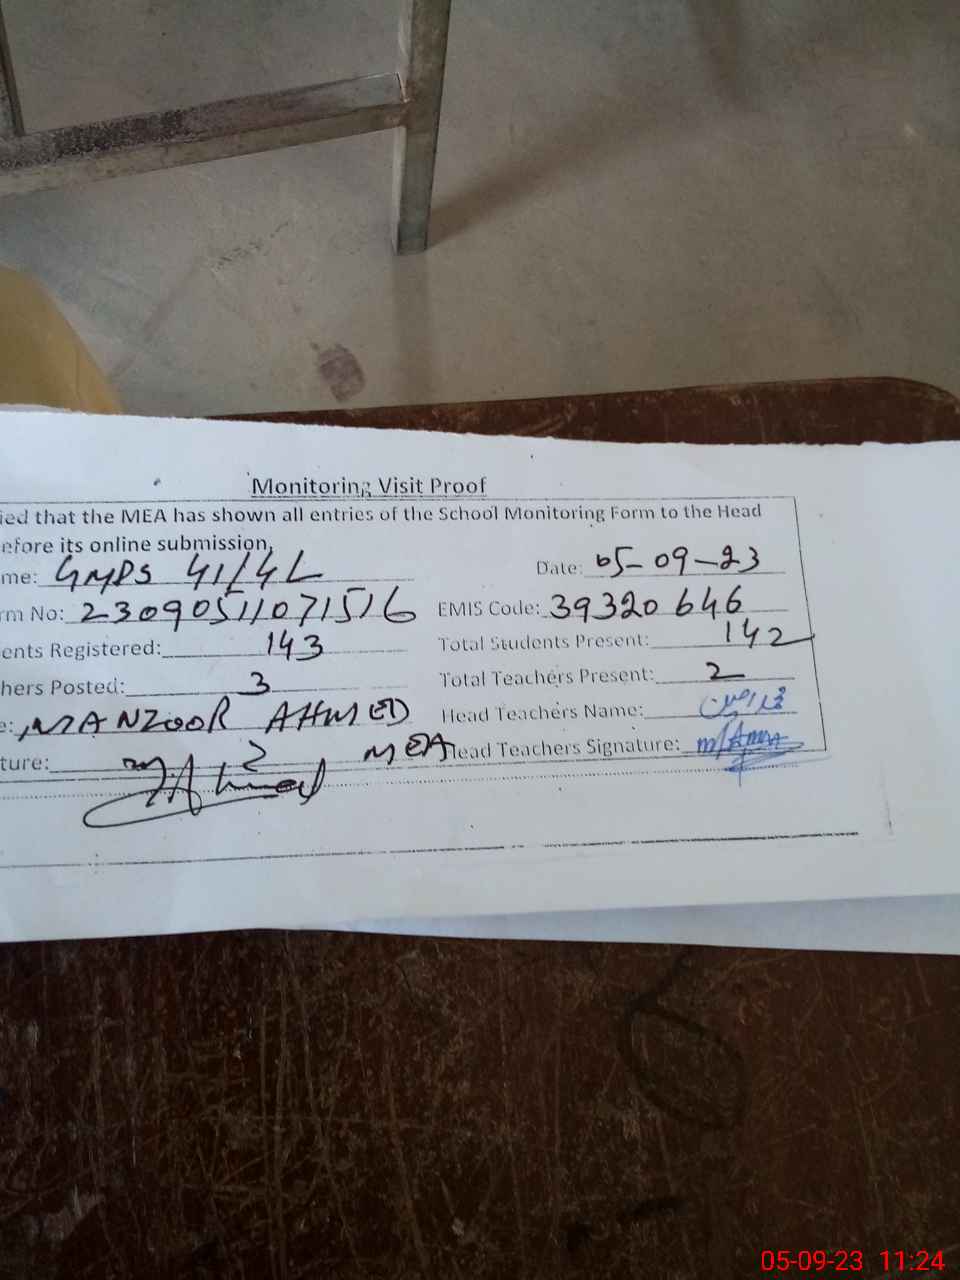 Monitoring Visit Proof
ied that the MEA has shown all entries of the School Monitoring Form to the Head
efore its online submission.
me: GMPS 41/4L Date: 05-09-23
rm No: 23090511071516 EMIS Code: 39320646
ents Registered: 143 Total Students Present: 142
hers Posted: 3 Total Teachers Present: 2
e: MANZOOR AHMED Head Teachers Name:
ture: MEA Head Teachers Signature:
05-09-23 11:24